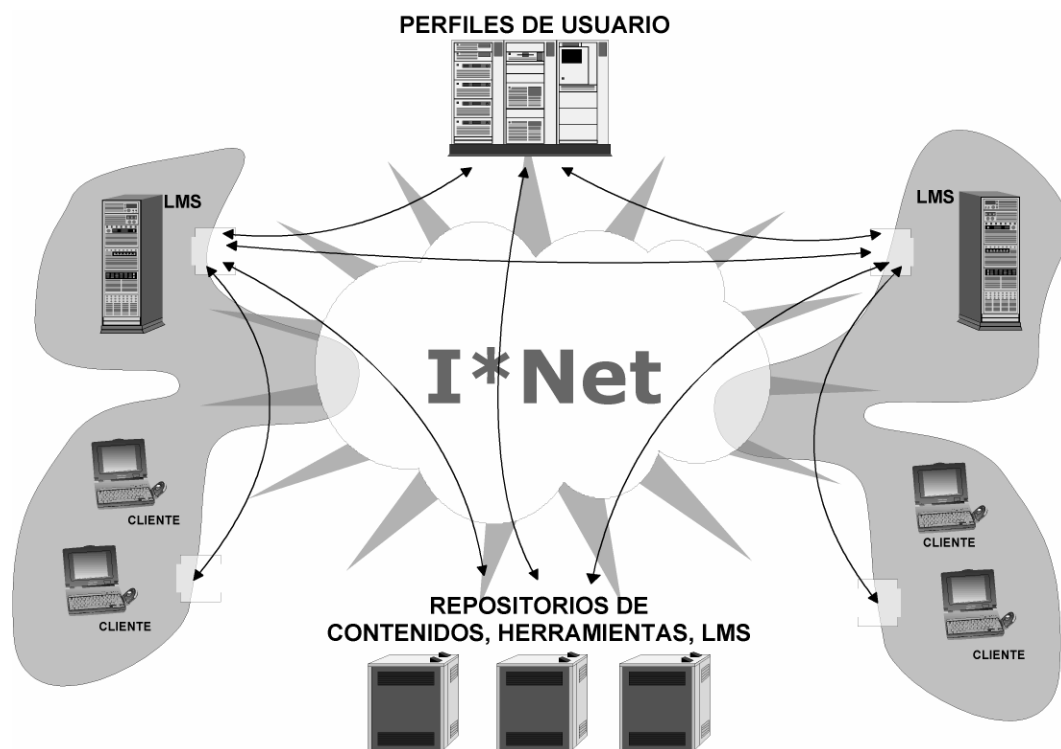 PERFILES DE USUARIO
LMS
LMS
I*Net
CLIENTE
CLIENTE
CLIENTE
CLIENTE
REPOSITORIOS DE
CONTENIDOS, HERRAMIENTAS, LMS